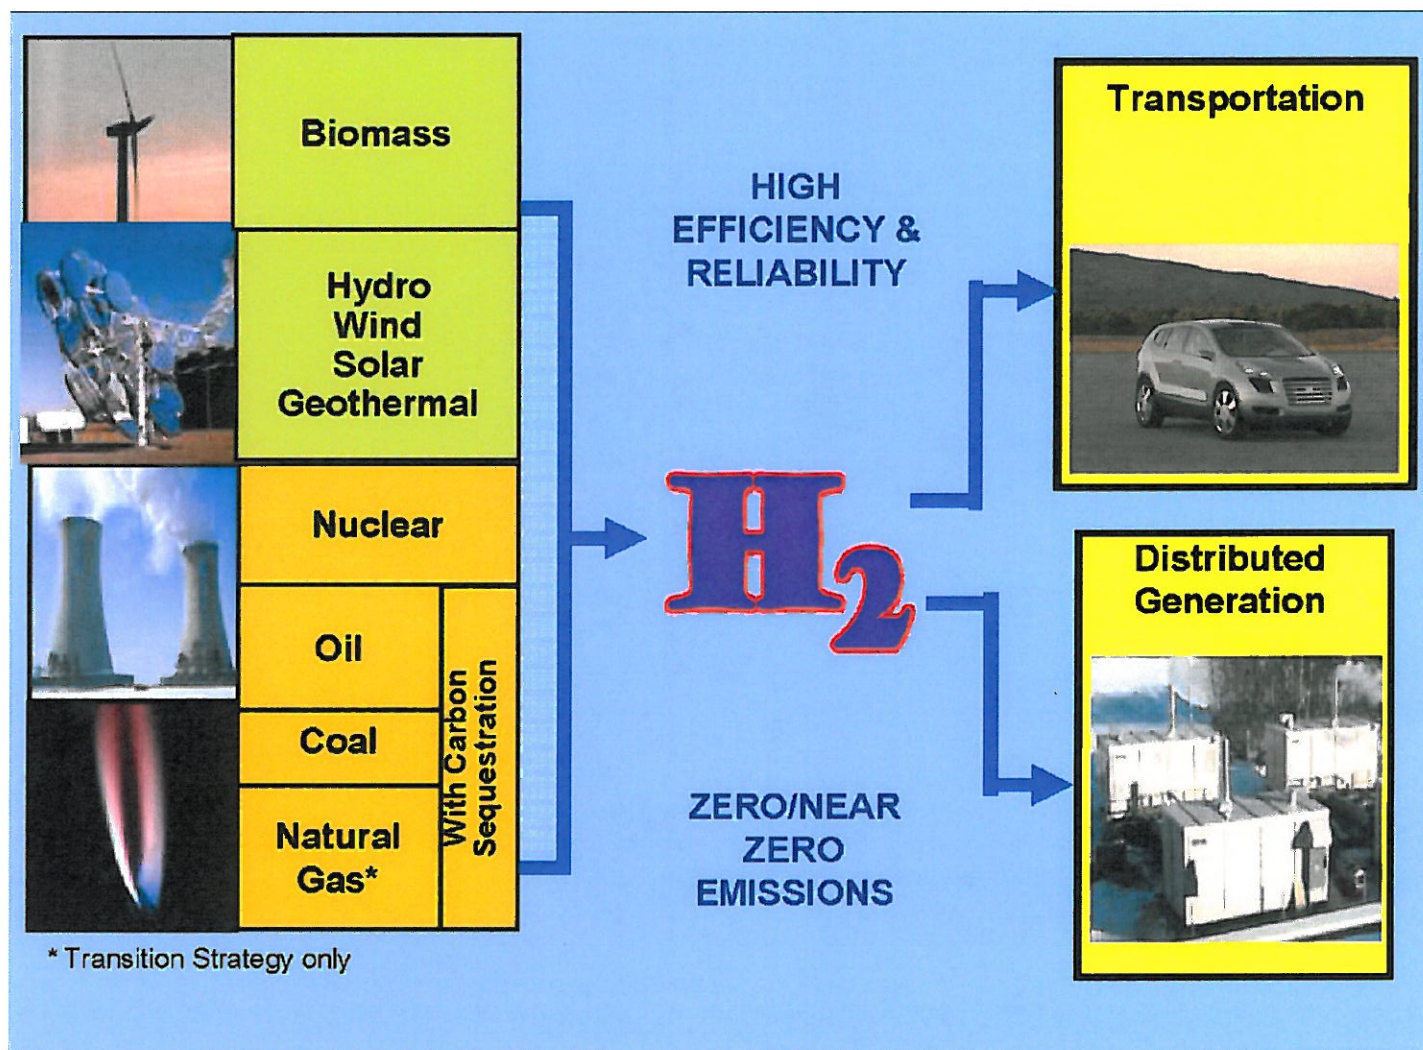 Biomass
Hydro
Wind
Solar
Geothermal
Nuclear
Oil
Coal
Natural
Gas*
With Carbon
Sequestration
* Transition Strategy only
HIGH
EFFICIENCY &
RELIABILITY
H2
ZERO/NEAR
ZERO
EMISSIONS
Transportation
Distributed
Generation